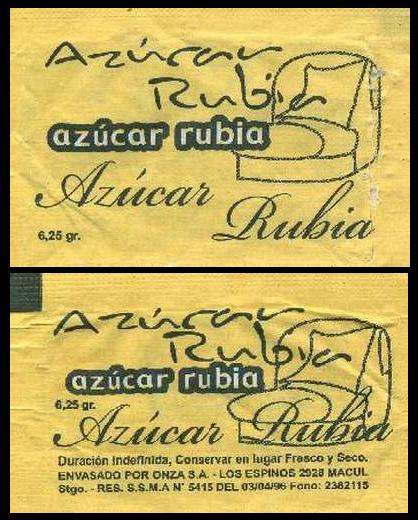 Azúcar
Rubia
azúcar rubia
Azúcar
Rubia
6,25 gr.
Azúcar
Rubia
azúcar rubia
6,25 gr.
Azúcar Rubia
Duración Indefinida, Conservar en lugar Fresco y Seco.
ENVASADO POR ONZA S.A. - LOS ESPINOS 2928 MACUL
Stgo. - RES. S.S.M.A N° 5415 DEL 03/04/96 Fono: 2382115